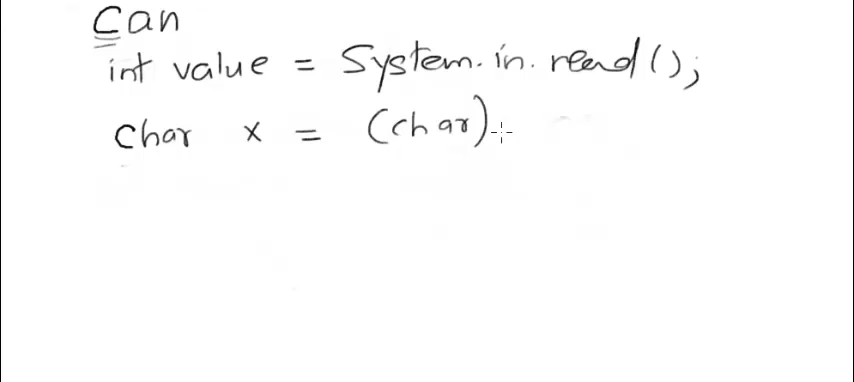 Can
int value = System.in.read();
char x = (char)